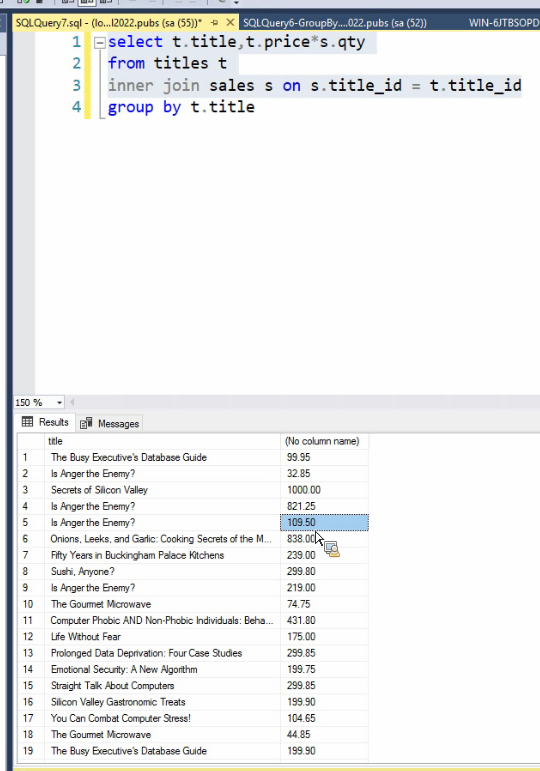 SQLQuery7.sql - (lo...l2022.pubs (sa (55))* SQLQuery6-GroupBy....022.pubs (sa (52)) WIN-6JTBSOPD
1 select t.title,t.price*s.qty
2 from titles t
3 inner join sales s on s.title_id = t.title_id
4 group by t.title
150 %
Results Messages
title (No column name)
1 The Busy Executive's Database Guide 99.95
2 Is Anger the Enemy? 32.85
3 Secrets of Silicon Valley 1000.00
4 Is Anger the Enemy? 821.25
5 Is Anger the Enemy? 109.50
6 Onions, Leeks, and Garlic: Cooking Secrets of the M... 838.00
7 Fifty Years in Buckingham Palace Kitchens 239.00
8 Sushi, Anyone? 299.80
9 Is Anger the Enemy? 219.00
10 The Gourmet Microwave 74.75
11 Computer Phobic AND Non-Phobic Individuals: Beha... 431.80
12 Life Without Fear 175.00
13 Prolonged Data Deprivation: Four Case Studies 299.85
14 Emotional Security: A New Algorithm 199.75
15 Straight Talk About Computers 299.85
16 Silicon Valley Gastronomic Treats 199.90
17 You Can Combat Computer Stress! 104.65
18 The Gourmet Microwave 44.85
19 The Busy Executive's Database Guide 199.90